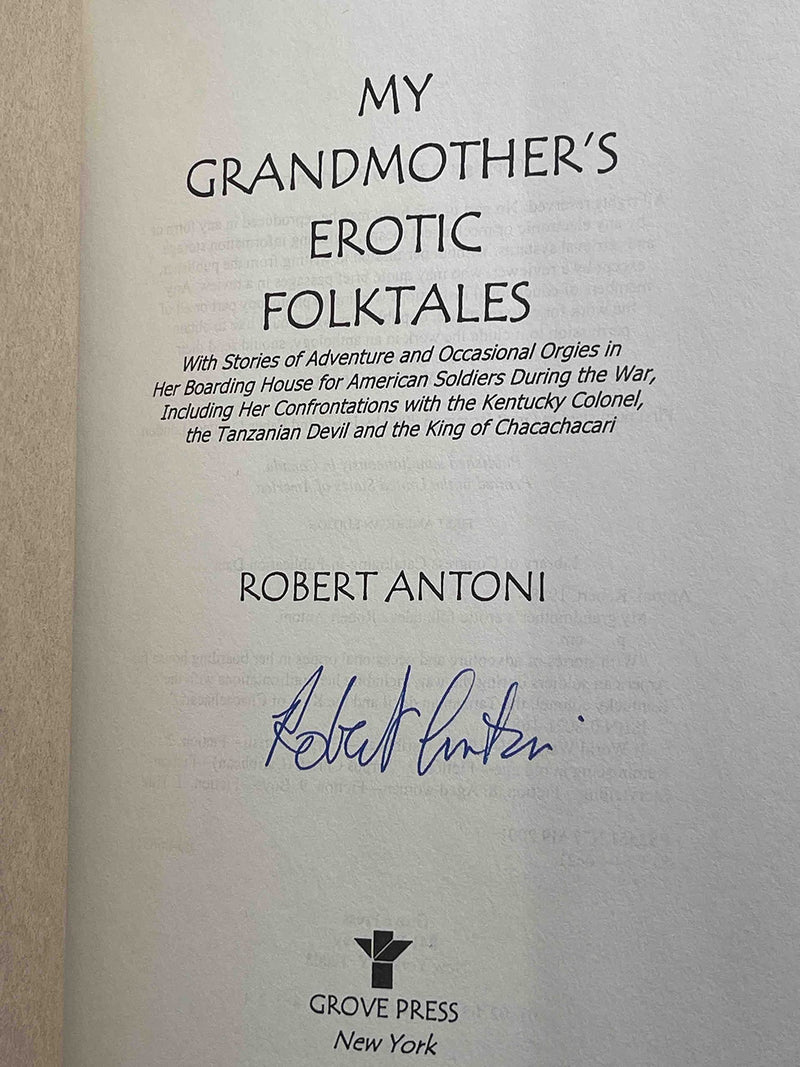 MY
GRANDMOTHER'S
EROTIC
FOLKTALES
With Stories of Adventure and Occasional Orgies in
Her Boarding House for American Soldiers During the War,
Including Her Confrontations with the Kentucky Colonel,
the Tanzanian Devil and the King of Chacachacari
ROBERT ANTONI
Robert Antoni
GROVE PRESS
New York